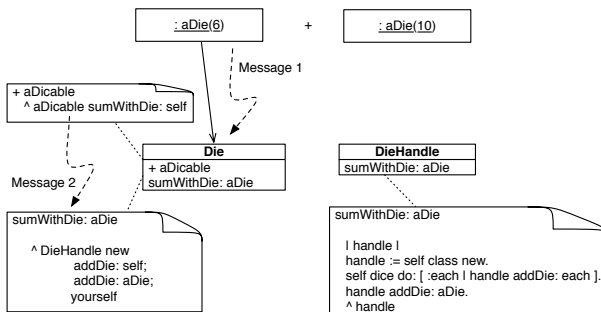 : aDie(6)
+
: aDie(10)
Message 1
+ aDicable
^ aDicable sumWithDie: self
Die
+ aDicable
sumWithDie: aDie
DieHandle
sumWithDie: aDie
Message 2
sumWithDie: aDie
^ DieHandle new
addDie: self;
addDie: aDie;
yourself
sumWithDie: aDie
| handle |
handle := self class new.
self dice do: [ :each | handle addDie: each ].
handle addDie: aDie.
^ handle